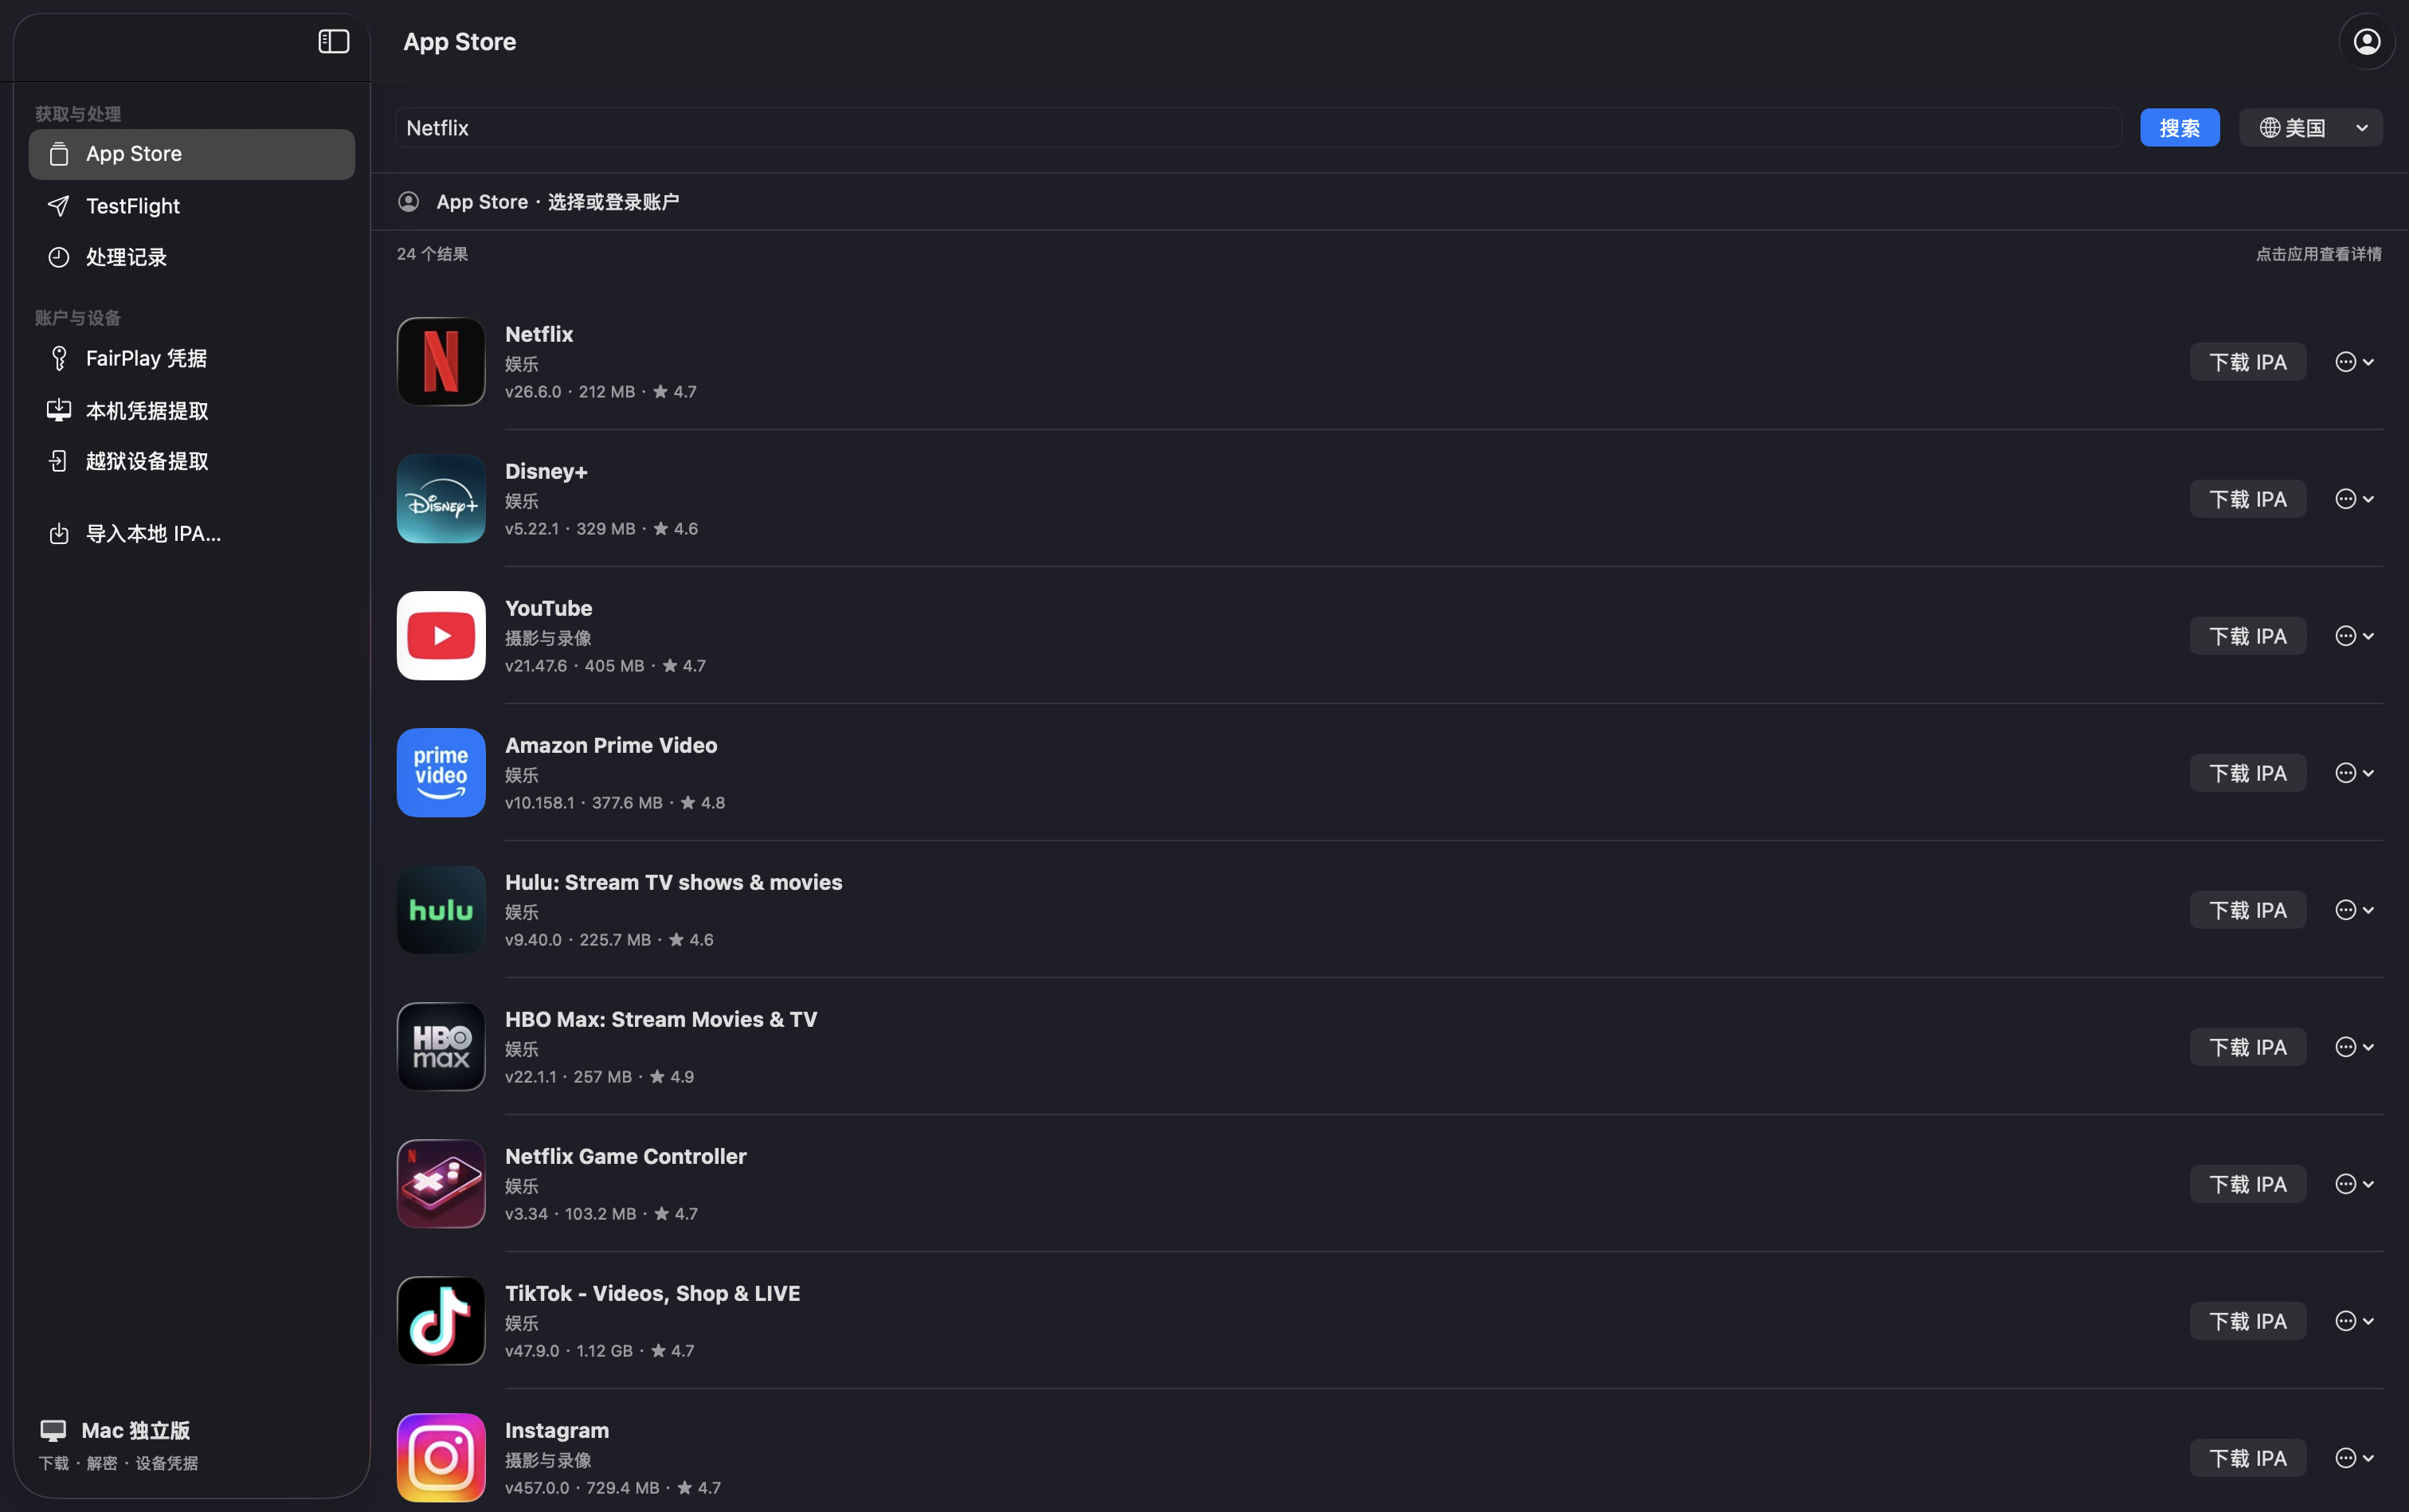 App Store
获取与处理
App Store
TestFlight
处理记录
账户与设备
FairPlay 凭据
本机凭据提取
越狱设备提取
导入本地 IPA...
Mac 独立版
下载 · 解密 · 设备凭据
Netflix
搜索
美国
App Store · 选择或登录账户
24 个结果
点击应用查看详情
Netflix
娱乐
v26.6.0 · 212 MB · ★ 4.7
下载 IPA
Disney+
Disney+
娱乐
v5.22.1 · 329 MB · ★ 4.6
下载 IPA
YouTube
摄影与录像
v21.47.6 · 405 MB · ★ 4.7
下载 IPA
prime
video
Amazon Prime Video
娱乐
v10.158.1 · 377.6 MB · ★ 4.8
下载 IPA
hulu
Hulu: Stream TV shows & movies
娱乐
v9.40.0 · 225.7 MB · ★ 4.6
下载 IPA
HBO
max
HBO Max: Stream Movies & TV
娱乐
v22.1.1 · 257 MB · ★ 4.9
下载 IPA
Netflix Game Controller
娱乐
v3.34 · 103.2 MB · ★ 4.7
下载 IPA
TikTok - Videos, Shop & LIVE
娱乐
v47.9.0 · 1.12 GB · ★ 4.7
下载 IPA
Instagram
摄影与录像
v457.0.0 · 729.4 MB · ★ 4.7
下载 IPA